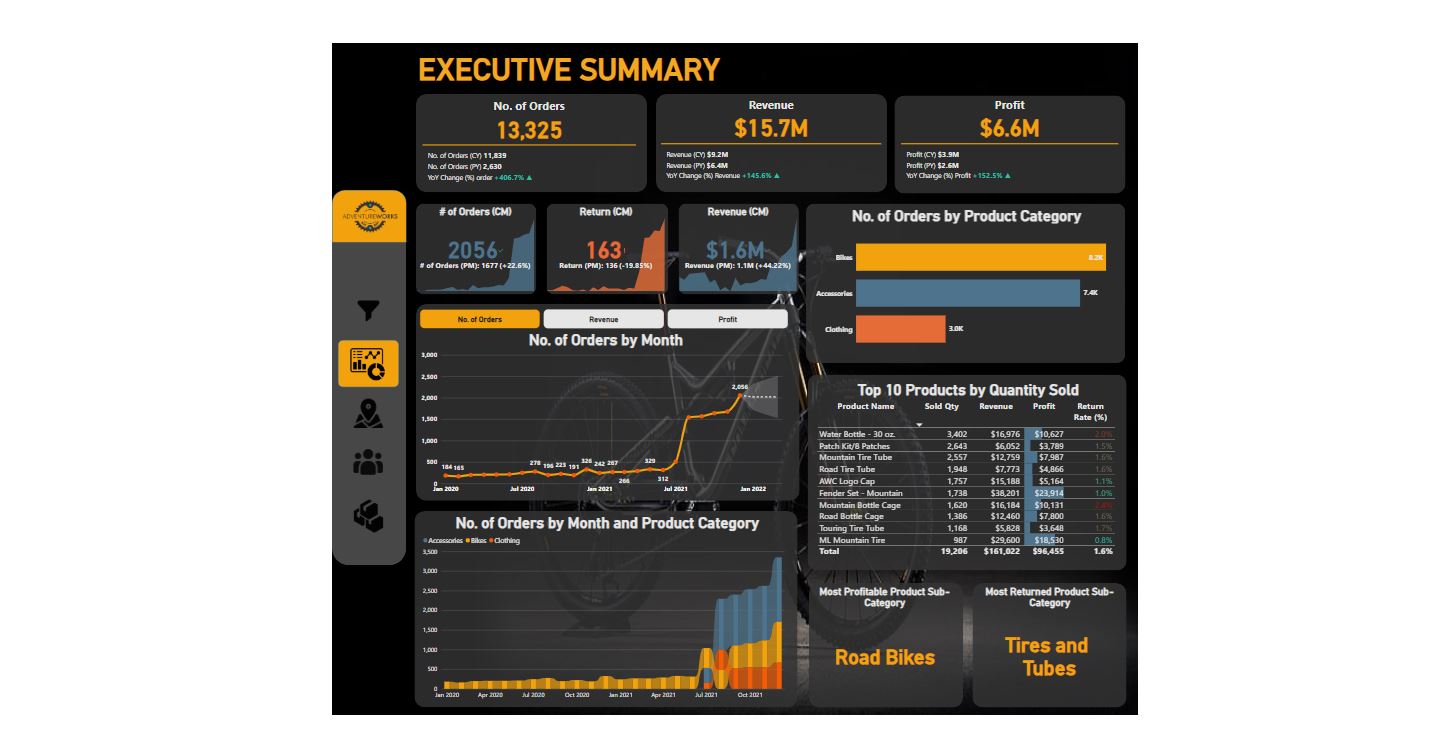 EXECUTIVE SUMMARY
No. of Orders
13,325
No. of Orders (CY) 11,839
No. of Orders (PY) 2,630
YoY Change (%) order +406.7% ▲
Revenue
$15.7M
Revenue (CY) $9.2M
Revenue (PY) $6.4M
YoY Change (%) Revenue +145.6% ▲
Profit
$6.6M
Profit (CY) $3.9M
Profit (PY) $2.6M
YoY Change (%) Profit +152.5% ▲
ADVENTUREWORKS
# of Orders (CM)
2056
# of Orders (PM): 1677 (+22.6%)
Return (CM)
163!
Return (PM): 136 (-19.85%)
Revenue (CM)
$1.6M
Revenue (PM): 1.1M (+44.22%)
No. of Orders by Product Category
Bikes 8.2K
Accessories 7.4K
Clothing 3.0K
No. of Orders
Revenue
Profit
No. of Orders by Month
3,000
2,500
2,000
1,500
1,000
500
0
184 165 278 196 223 191 326 242 267 266 329 312 2,056
Jan 2020 Jul 2020 Jan 2021 Jul 2021 Jan 2022
Top 10 Products by Quantity Sold
Product Name Sold Qty Revenue Profit Return
Rate (%)
Water Bottle - 30 oz. 3,402 $16,976 $10,627 2.0%
Patch Kit/8 Patches 2,643 $6,052 $3,789 1.5%
Mountain Tire Tube 2,557 $12,759 $7,987 1.6%
Road Tire Tube 1,948 $7,773 $4,866 1.6%
AWC Logo Cap 1,757 $15,188 $5,164 1.1%
Fender Set - Mountain 1,738 $38,201 $23,914 1.0%
Mountain Bottle Cage 1,620 $16,184 $10,131 2.4%
Road Bottle Cage 1,386 $12,460 $7,800 1.6%
Touring Tire Tube 1,168 $5,828 $3,648 1.7%
ML Mountain Tire 987 $29,600 $18,530 0.8%
Total 19,206 $161,022 $96,455 1.6%
No. of Orders by Month and Product Category
Accessories Bikes Clothing
3,500
3,000
2,500
2,000
1,500
1,000
500
0
Jan 2020 Apr 2020 Jul 2020 Oct 2020 Jan 2021 Apr 2021 Jul 2021 Oct 2021
Most Profitable Product Sub-
Category
Road Bikes
Most Returned Product Sub-
Category
Tires and
Tubes